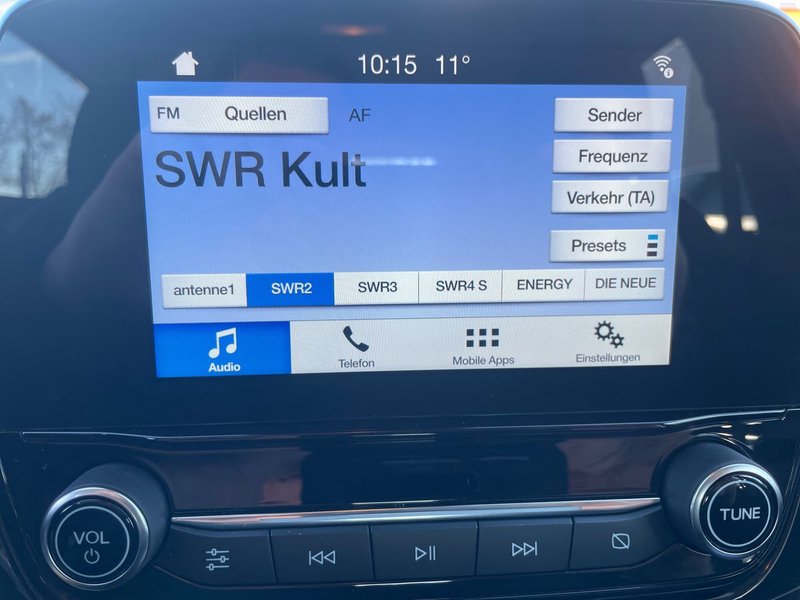 10:15 11°
FM Quellen AF Sender
SWR Kult
Frequenz
Verkehr (TA)
Presets
antenne1 SWR2 SWR3 SWR4 S ENERGY DIE NEUE
Audio Telefon Mobile Apps Einstellungen
VOL TUNE